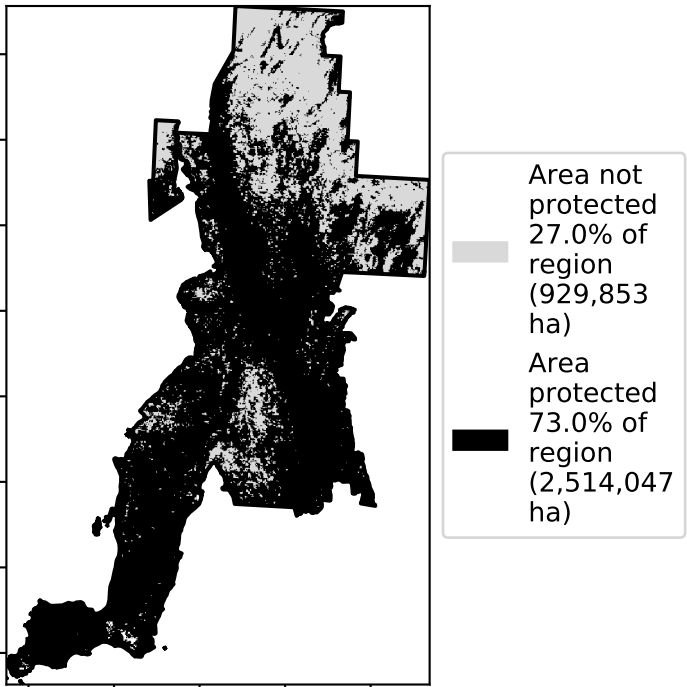 Area not
protected
27.0% of
region
(929,853
ha)
Area
protected
73.0% of
region
(2,514,047
ha)